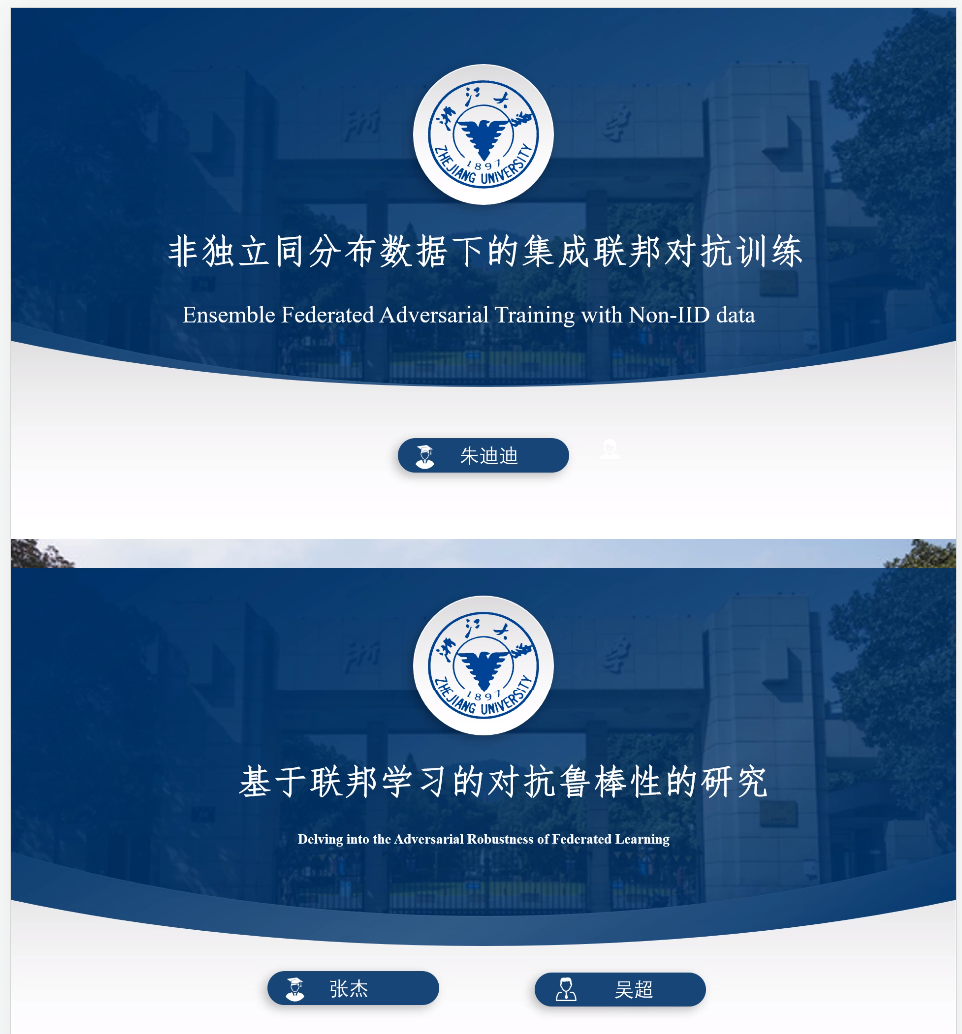 浙江大学
1897
ZHEJIANG UNIVERSITY
非独立同分布数据下的集成联邦对抗训练
Ensemble Federated Adversarial Training with Non-IID data
朱迪迪
浙江大学
1897
ZHEJIANG UNIVERSITY
基于联邦学习的对抗鲁棒性的研究
Delving into the Adversarial Robustness of Federated Learning
张杰
吴超